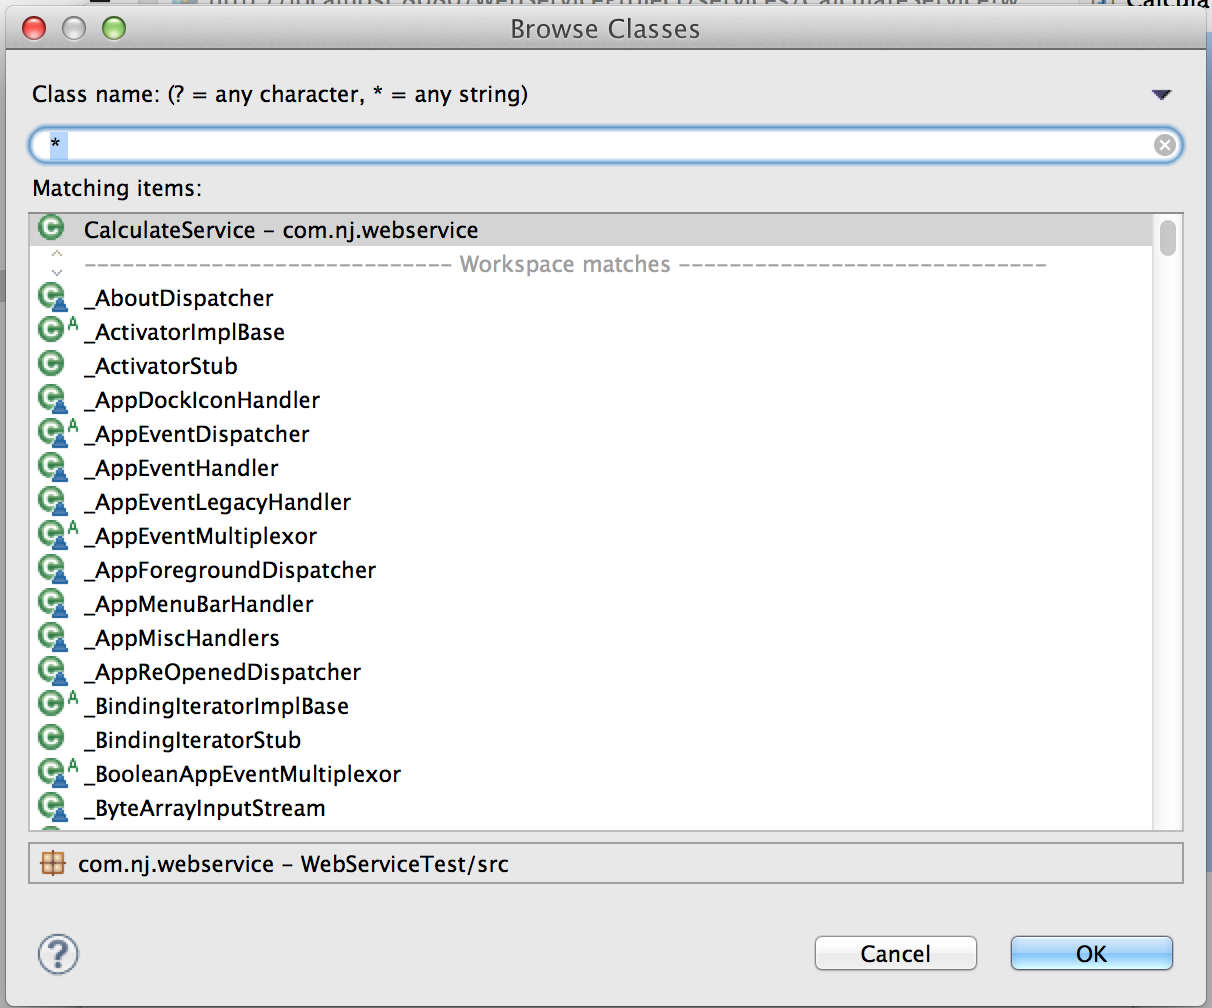 Browse Classes
Class name: (? = any character, * = any string)
*
Matching items:
CalculateService – com.nj.webservice
----------------------------- Workspace matches -----------------------------
_AboutDispatcher
_ActivatorImplBase
_ActivatorStub
_AppDockIconHandler
_AppEventDispatcher
_AppEventHandler
_AppEventLegacyHandler
_AppEventMultiplexor
_AppForegroundDispatcher
_AppMenuBarHandler
_AppMiscHandlers
_AppReOpenedDispatcher
_BindingIteratorImplBase
_BindingIteratorStub
_BooleanAppEventMultiplexor
_ByteArrayInputStream
com.nj.webservice – WebServiceTest/src
?
Cancel
OK